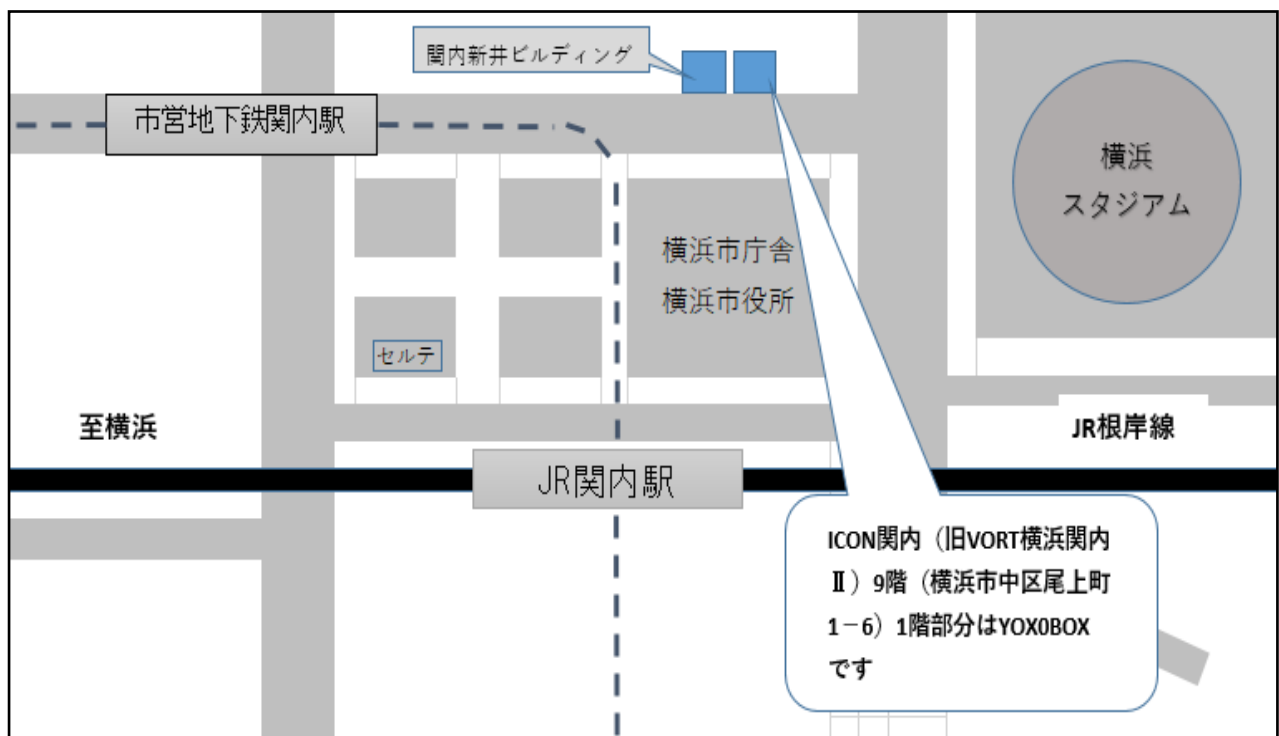 関内新井ビルディング
市営地下鉄関内駅
横浜
スタジアム
横浜市庁舎
横浜市役所
セルテ
至横浜
JR根岸線
JR関内駅
ICON関内（旧VORT横浜関内
Ⅱ）9階（横浜市中区尾上町
1－6）1階部分はYOX0BOX
です